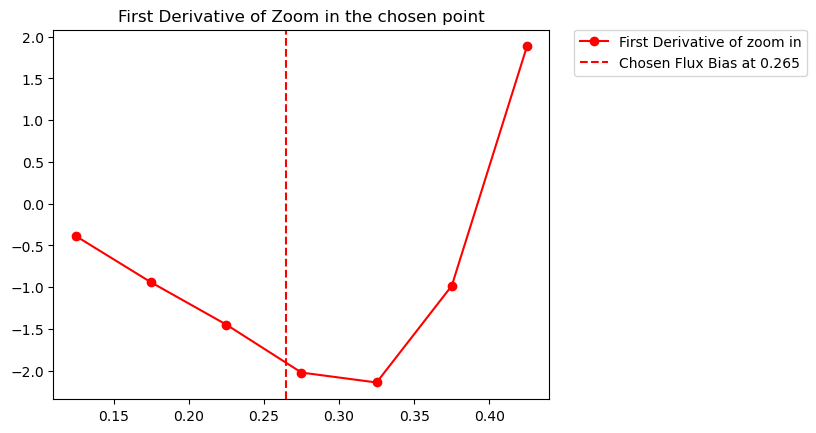 First Derivative of Zoom in the chosen point
2.0
1.5
1.0
0.5
0.0
−0.5
−1.0
−1.5
−2.0
0.15 0.20 0.25 0.30 0.35 0.40
First Derivative of zoom in
Chosen Flux Bias at 0.265